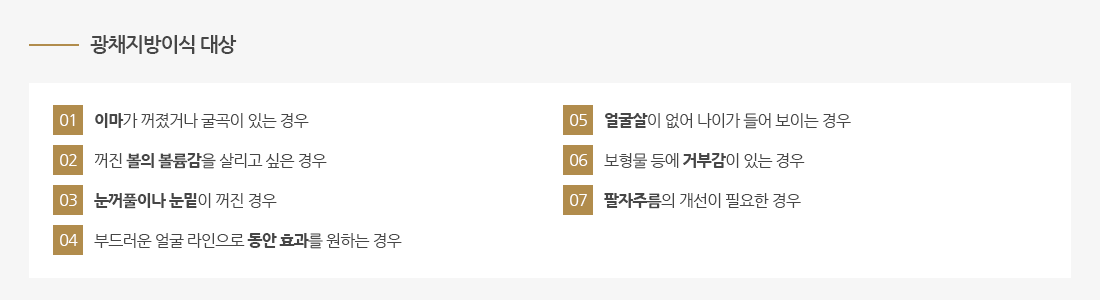 광채지방이식 대상
01 이마가 꺼졌거나 굴곡이 있는 경우
02 꺼진 볼의 볼륨감을 살리고 싶은 경우
03 눈꺼풀이나 눈밑이 꺼진 경우
04 부드러운 얼굴 라인으로 동안 효과를 원하는 경우
05 얼굴살이 없어 나이가 들어 보이는 경우
06 보형물 등에 거부감이 있는 경우
07 팔자주름의 개선이 필요한 경우